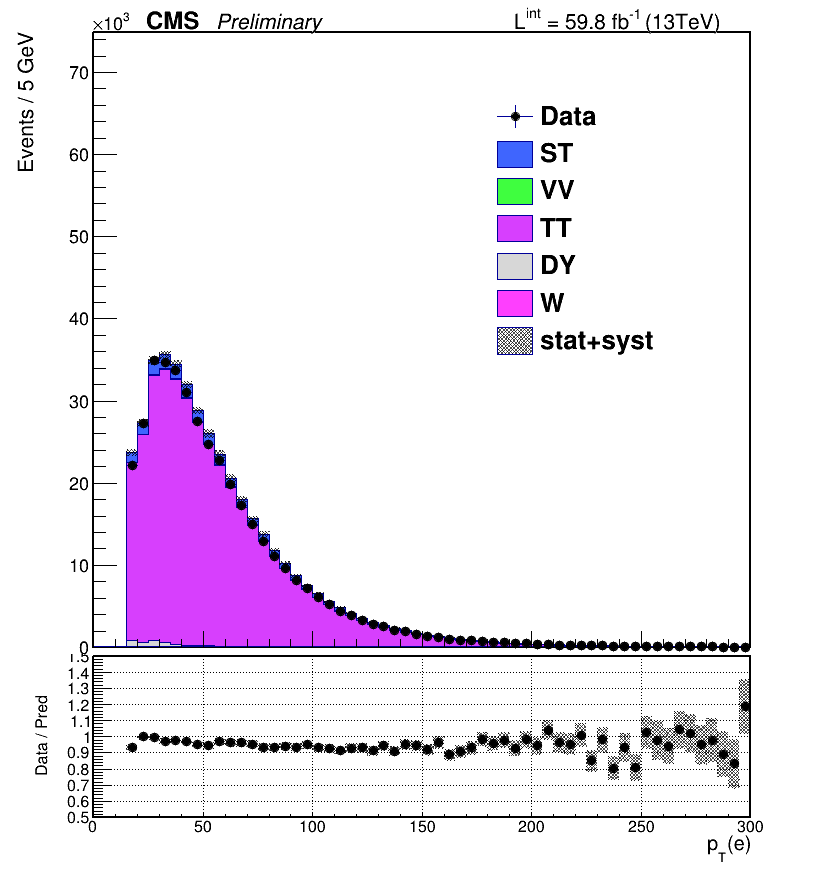 ×10³ CMS Preliminary L^int = 59.8 fb⁻¹ (13TeV)
Events / 5 GeV
70
60
50
40
30
20
10
0
Data
ST
VV
TT
DY
W
stat+syst
Data / Pred
1.5
1.4
1.3
1.2
1.1
1
0.9
0.8
0.7
0.6
0.5
0 50 100 150 200 250 300
p_T(e)